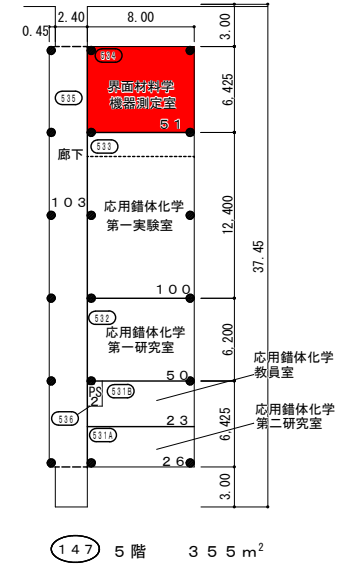 2.40
8.00
0.45
3.00
534
界面材料学
機器測定室
51
6,425
535
533
廊下
103
応用錯体化学
第一実験室
12,400
37.45
100
532
応用錯体化学
第一研究室
6,200
50
応用錯体化学
教員室
PS
2
531B
23
536
531A
応用錯体化学
第二研究室
6,425
26
3.00
147 5階 355m²